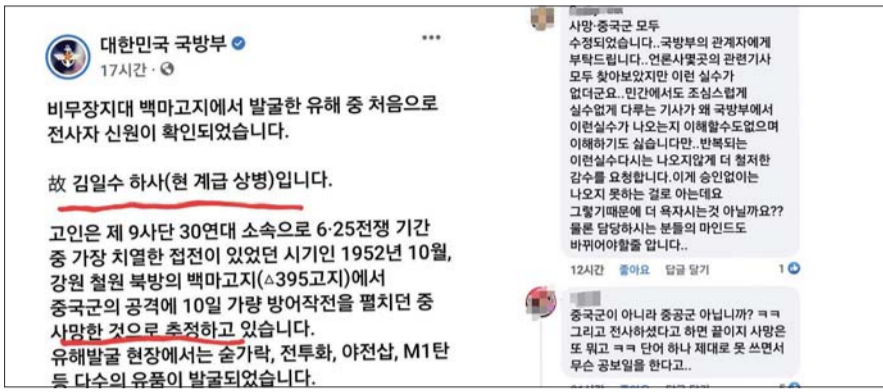 대한민국 국방부
17시간 ·
비무장지대 백마고지에서 발굴한 유해 중 처음으로
전사자 신원이 확인되었습니다.
故 김일수 하사(현 계급 상병)입니다.
고인은 제 9사단 30연대 소속으로 6·25전쟁 기간
중 가장 치열한 접전이 있었던 시기인 1952년 10월,
강원 철원 북방의 백마고지(△395고지)에서
중국군의 공격에 10일 가량 방어작전을 펼치던 중
사망한 것으로 추정하고 있습니다.
유해발굴 현장에서는 숟가락, 전투화, 야전삽, M1탄
등 다수의 유품이 발굴되었습니다.
사망·중국군 모두
수정되었습니다..국방부의 관계자에게
부탁드립니다..언론사몇곳의 관련기사
모두 찾아보았지만 이런 실수가
없더군요..민간에서도 조심스럽게
실수없게 다루는 기사가 왜 국방부에서
이런실수가 나오는지 이해할수도없으며
이해하기도 싫습니다만..반복되는
이런실수다시는 나오지않게 더 철저한
감수를 요청합니다.이게 승인없이는
나오지 못하는 걸로 아는데요
그렇기때문에 더 욕자시는것 아닐까요??
물론 담당하시는 분들의 마인드도
바뀌어야할줄 압니다..
12시간 좋아요 답글 달기 1
중국군이 아니라 중공군 아닙니까? ㅋㅋ
그리고 전사하셨다고 하면 끝이지 사망은
또 뭐고 ㅋㅋ 단어 하나 제대로 못 쓰면서
무슨 공보일을 한다고..